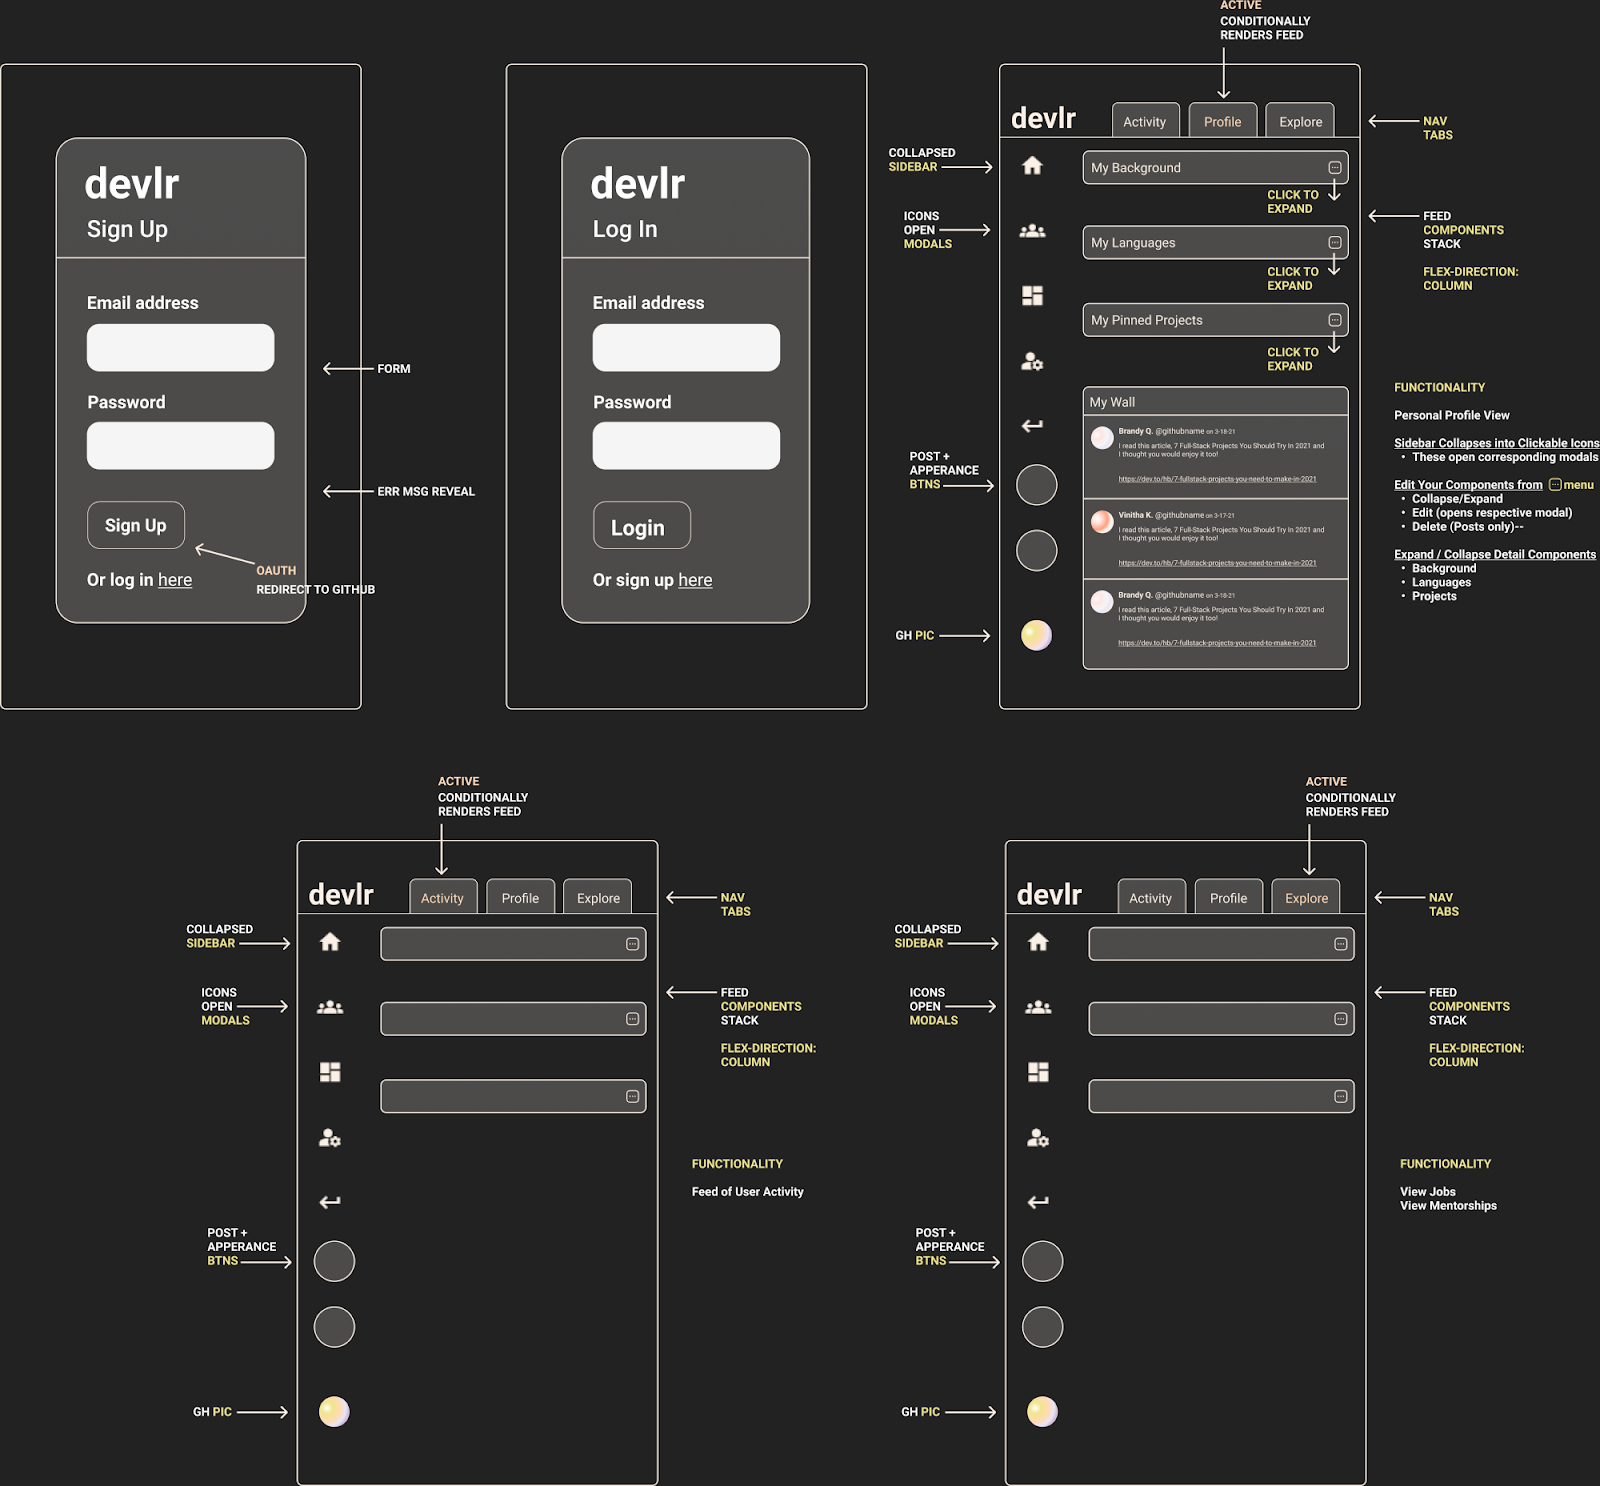 devlr
Sign Up
Email address
Password
Sign Up
Or log in here
FORM
ERR MSG REVEAL
OAUTH
REDIRECT TO GITHUB
devlr
Log In
Email address
Password
Login
Or sign up here
ACTIVE
CONDITIONALLY
RENDERS FEED
devlr
Activity
Profile
Explore
NAV
TABS
COLLAPSED
SIDEBAR
ICONS
OPEN
MODALS
POST +
APPERANCE
BTNS
GH PIC
My Background
CLICK TO
EXPAND
My Languages
CLICK TO
EXPAND
My Pinned Projects
CLICK TO
EXPAND
My Wall
Brandy Q. @githubname on 3-18-21
I read this article, 7 Full-Stack Projects You Should Try In 2021 and
I thought you would enjoy it too!
https://dev.to/hb/7-fullstack-projects-you-need-to-make-in-2021
Vinitha K. @githubname on 3-17-21
I read this article, 7 Full-Stack Projects You Should Try In 2021 and
I thought you would enjoy it too!
https://dev.to/hb/7-fullstack-projects-you-need-to-make-in-2021
Brandy Q. @githubname on 3-18-21
I read this article, 7 Full-Stack Projects You Should Try In 2021 and
I thought you would enjoy it too!
https://dev.to/hb/7-fullstack-projects-you-need-to-make-in-2021
FEED
COMPONENTS
STACK
FLEX-DIRECTION:
COLUMN
FUNCTIONALITY
Personal Profile View
Sidebar Collapses into Clickable Icons
• These open corresponding modals
Edit Your Components from menu
• Collapse/Expand
• Edit (opens respective modal)
• Delete (Posts only)--
Expand / Collapse Detail Components
• Background
• Languages
• Projects
ACTIVE
CONDITIONALLY
RENDERS FEED
devlr
Activity
Profile
Explore
NAV
TABS
COLLAPSED
SIDEBAR
ICONS
OPEN
MODALS
POST +
APPERANCE
BTNS
GH PIC
FEED
COMPONENTS
STACK
FLEX-DIRECTION:
COLUMN
FUNCTIONALITY
Feed of User Activity
ACTIVE
CONDITIONALLY
RENDERS FEED
devlr
Activity
Profile
Explore
NAV
TABS
COLLAPSED
SIDEBAR
ICONS
OPEN
MODALS
POST +
APPERANCE
BTNS
GH PIC
FEED
COMPONENTS
STACK
FLEX-DIRECTION:
COLUMN
FUNCTIONALITY
View Jobs
View Mentorships